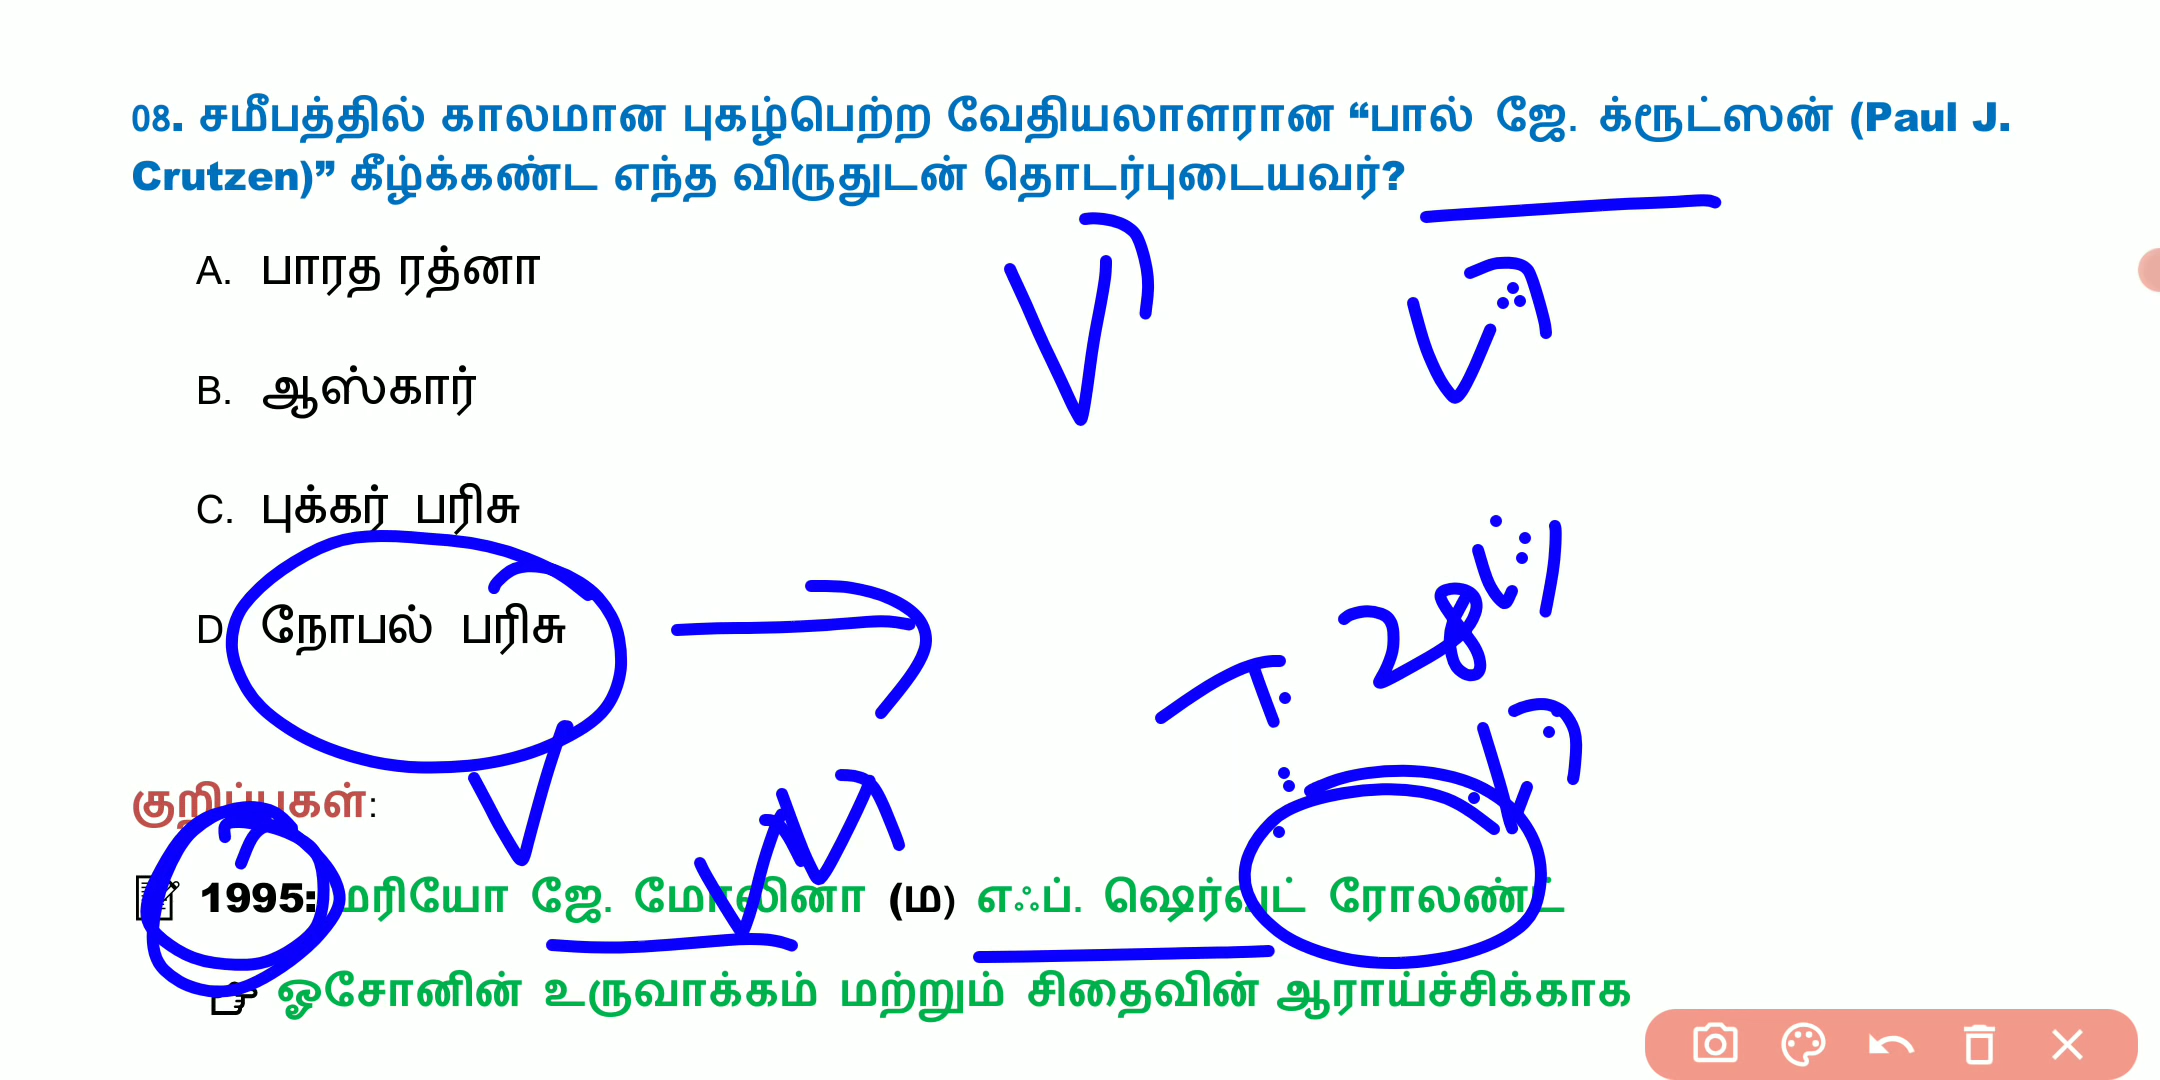 08. சமீபத்தில் காலமான புகழ்பெற்ற வேதியலாளரான “பால் ஜே. க்ரூட்ஸன் (Paul J.
Crutzen)” கீழ்க்கண்ட எந்த விருதுடன் தொடர்புடையவர்?
A. பாரத ரத்னா
B. ஆஸ்கார்
C. புக்கர் பரிசு
D நோபல் பரிசு
28
குறிப்புகள்:
1995: மரியோ ஜே. மோலினா (ம) எஃப். ஷெர்வுட் ரோலண்ட்
ஓசோனின் உருவாக்கம் மற்றும் சிதைவின் ஆராய்ச்சிக்காக